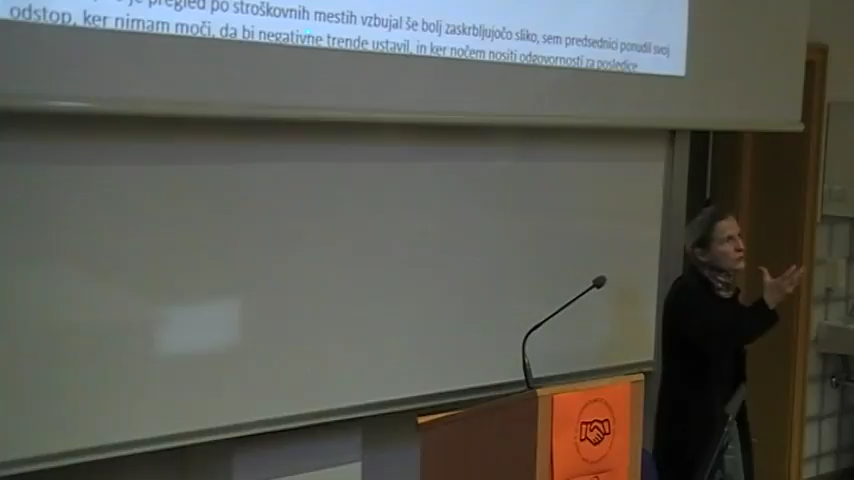 je pregled po stroškovnih mestih vzbujal še bolj zaskrbljujočo sliko, sem predsednici ponudil svoj
odstop, ker nimam moči, da bi negativne trende ustavil, in ker nočem nositi odgovornosti za posledice